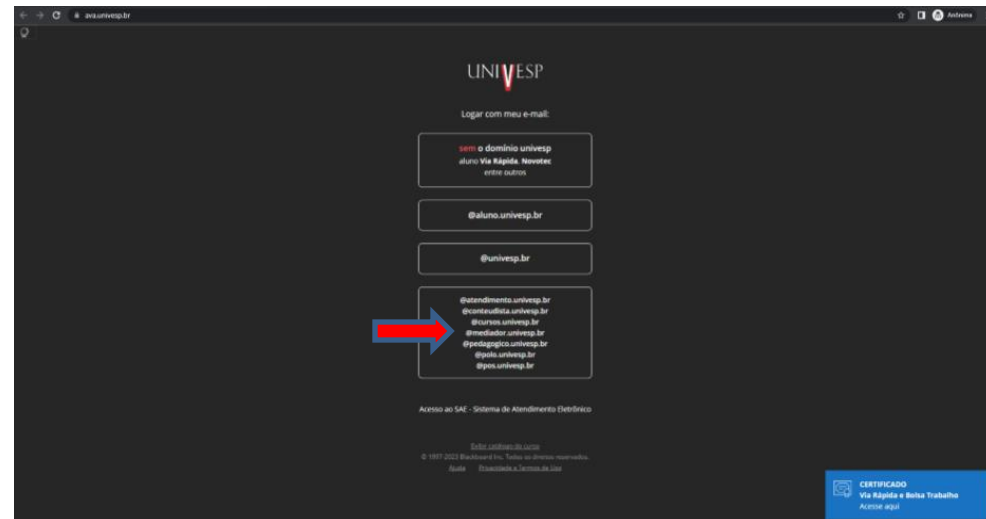 ava.univesp.br
Anônima
UNIVESP
Logar com meu e-mail:
sem o domínio univesp
aluno Via Rápida, Novotec
entre outros
@aluno.univesp.br
@univesp.br
@atendimento.univesp.br
@conteudista.univesp.br
@cursos.univesp.br
@mediador.univesp.br
@pedagogico.univesp.br
@polo.univesp.br
@pos.univesp.br
Acesso ao SAE - Sistema de Atendimento Eletrônico
Exibir catálogo do curso
© 1997-2022 Blackboard Inc. Todos os direitos reservados.
Ajuda Privacidade e Termos de Uso
CERTIFICADO
Via Rápida e Bolsa Trabalho
Acesse aqui